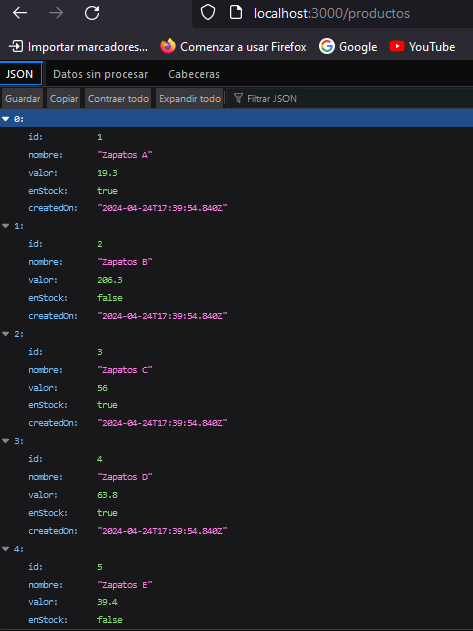 localhost:3000/productos
Importar marcadores... Comenzar a usar Firefox Google YouTube
JSON Datos sin procesar Cabeceras
Guardar Copiar Contraer todo Expandir todo Filtrar JSON
0:
id: 1
nombre: "Zapatos A"
valor: 19.3
enStock: true
createdOn: "2024-04-24T17:39:54.840Z"
1:
id: 2
nombre: "Zapatos B"
valor: 206.3
enStock: false
createdOn: "2024-04-24T17:39:54.840Z"
2:
id: 3
nombre: "Zapatos C"
valor: 56
enStock: true
createdOn: "2024-04-24T17:39:54.840Z"
3:
id: 4
nombre: "Zapatos D"
valor: 63.8
enStock: true
createdOn: "2024-04-24T17:39:54.840Z"
4:
id: 5
nombre: "Zapatos E"
valor: 39.4
enStock: false